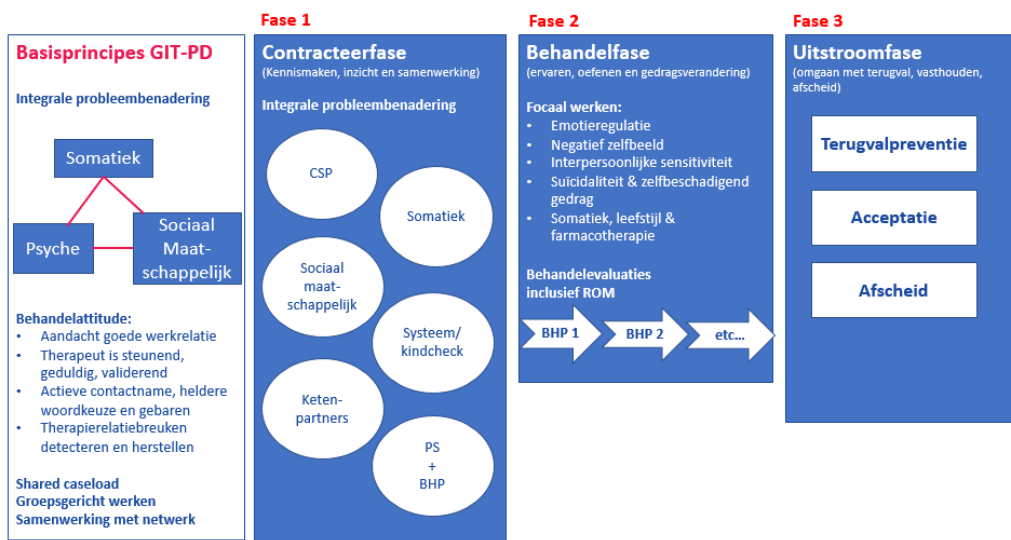 Basisprincipes GIT-PD
Integrale probleembenadering
Somatiek
Psyche
Sociaal
Maat-
schappelijk
Behandelattitude:
• Aandacht goede werkrelatie
• Therapeut is steunend,
geduldig, validerend
• Actieve contactname, heldere
woordkeuze en gebaren
• Therapierelatiebreuken
detecteren en herstellen
Shared caseload
Groepsgericht werken
Samenwerking met netwerk
Fase 1
Contracteerfase
(Kennismaken, inzicht en samenwerking)
Integrale probleembenadering
CSP
Somatiek
Sociaal
maat-
schappelijk
Systeem/
kindcheck
Keten-
partners
PS
+
BHP
Fase 2
Behandelfase
(ervaren, oefenen en gedragsverandering)
Focaal werken:
• Emotieregulatie
• Negatief zelfbeeld
• Interpersoonlijke sensitiviteit
• Suïcidaliteit & zelfbeschadigend
gedrag
• Somatiek, leefstijl &
farmacotherapie
Behandelevaluaties
inclusief ROM
BHP 1
BHP 2
etc...
Fase 3
Uitstroomfase
(omgaan met terugval, vasthouden,
afscheid)
Terugvalpreventie
Acceptatie
Afscheid